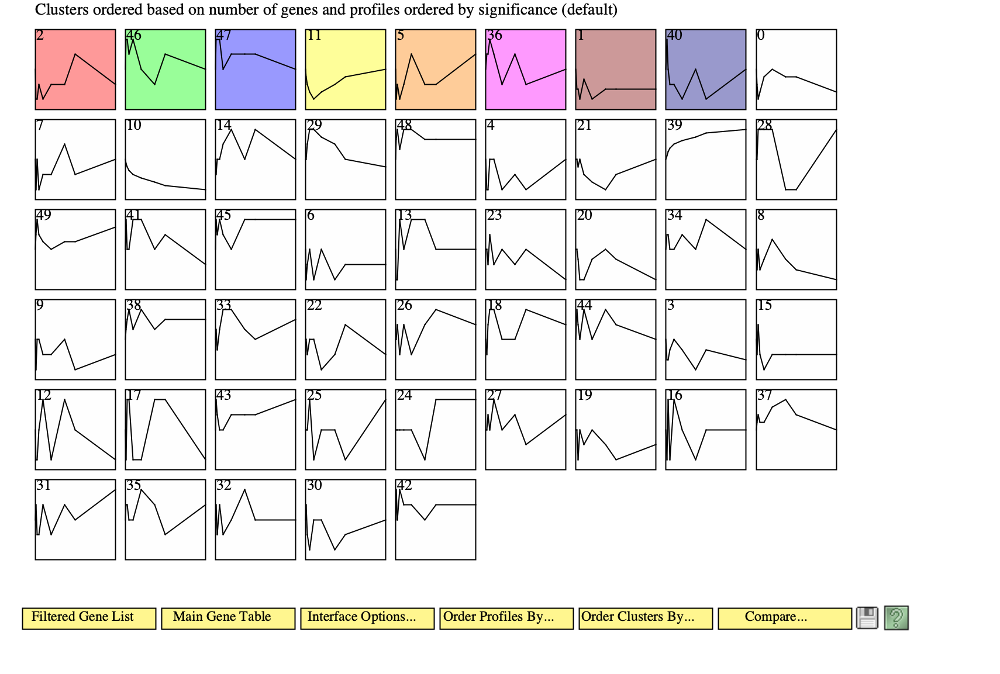 Clusters ordered based on number of genes and profiles ordered by significance (default)
2 46 47 11 5 36 1 40 0
7 10 14 29 48 4 21 39 28
49 41 45 6 13 23 20 34 8
9 38 33 22 26 18 44 3 15
12 17 43 25 24 27 19 16 37
31 35 32 30 42
Filtered Gene List Main Gene Table Interface Options... Order Profiles By... Order Clusters By... Compare... ?